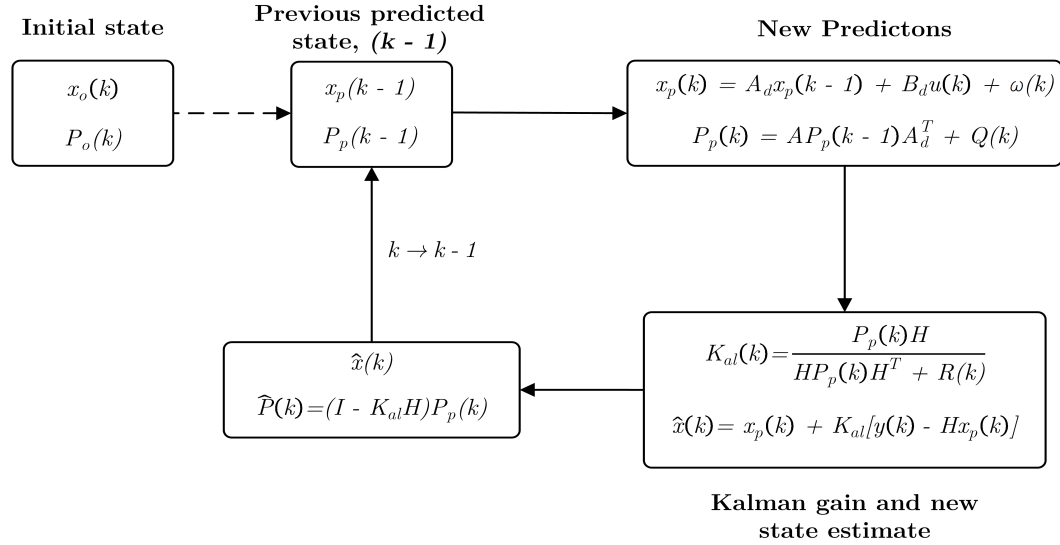 Initial state
x_o(k)
P_o(k)
Previous predicted
state, (k - 1)
x_p(k - 1)
P_p(k - 1)
New Predictons
x_p(k) = A_d x_p(k - 1) + B_d u(k) + ω(k)
P_p(k) = AP_p(k - 1)A_d^T + Q(k)
k → k - 1
K_al(k)= P_p(k)H / HP_p(k)H^T + R(k)
x̂(k)= x_p(k) + K_al[y(k) - Hx_p(k)]
Kalman gain and new
state estimate
x̂(k)
P̂(k)=(I - K_al H)P_p(k)